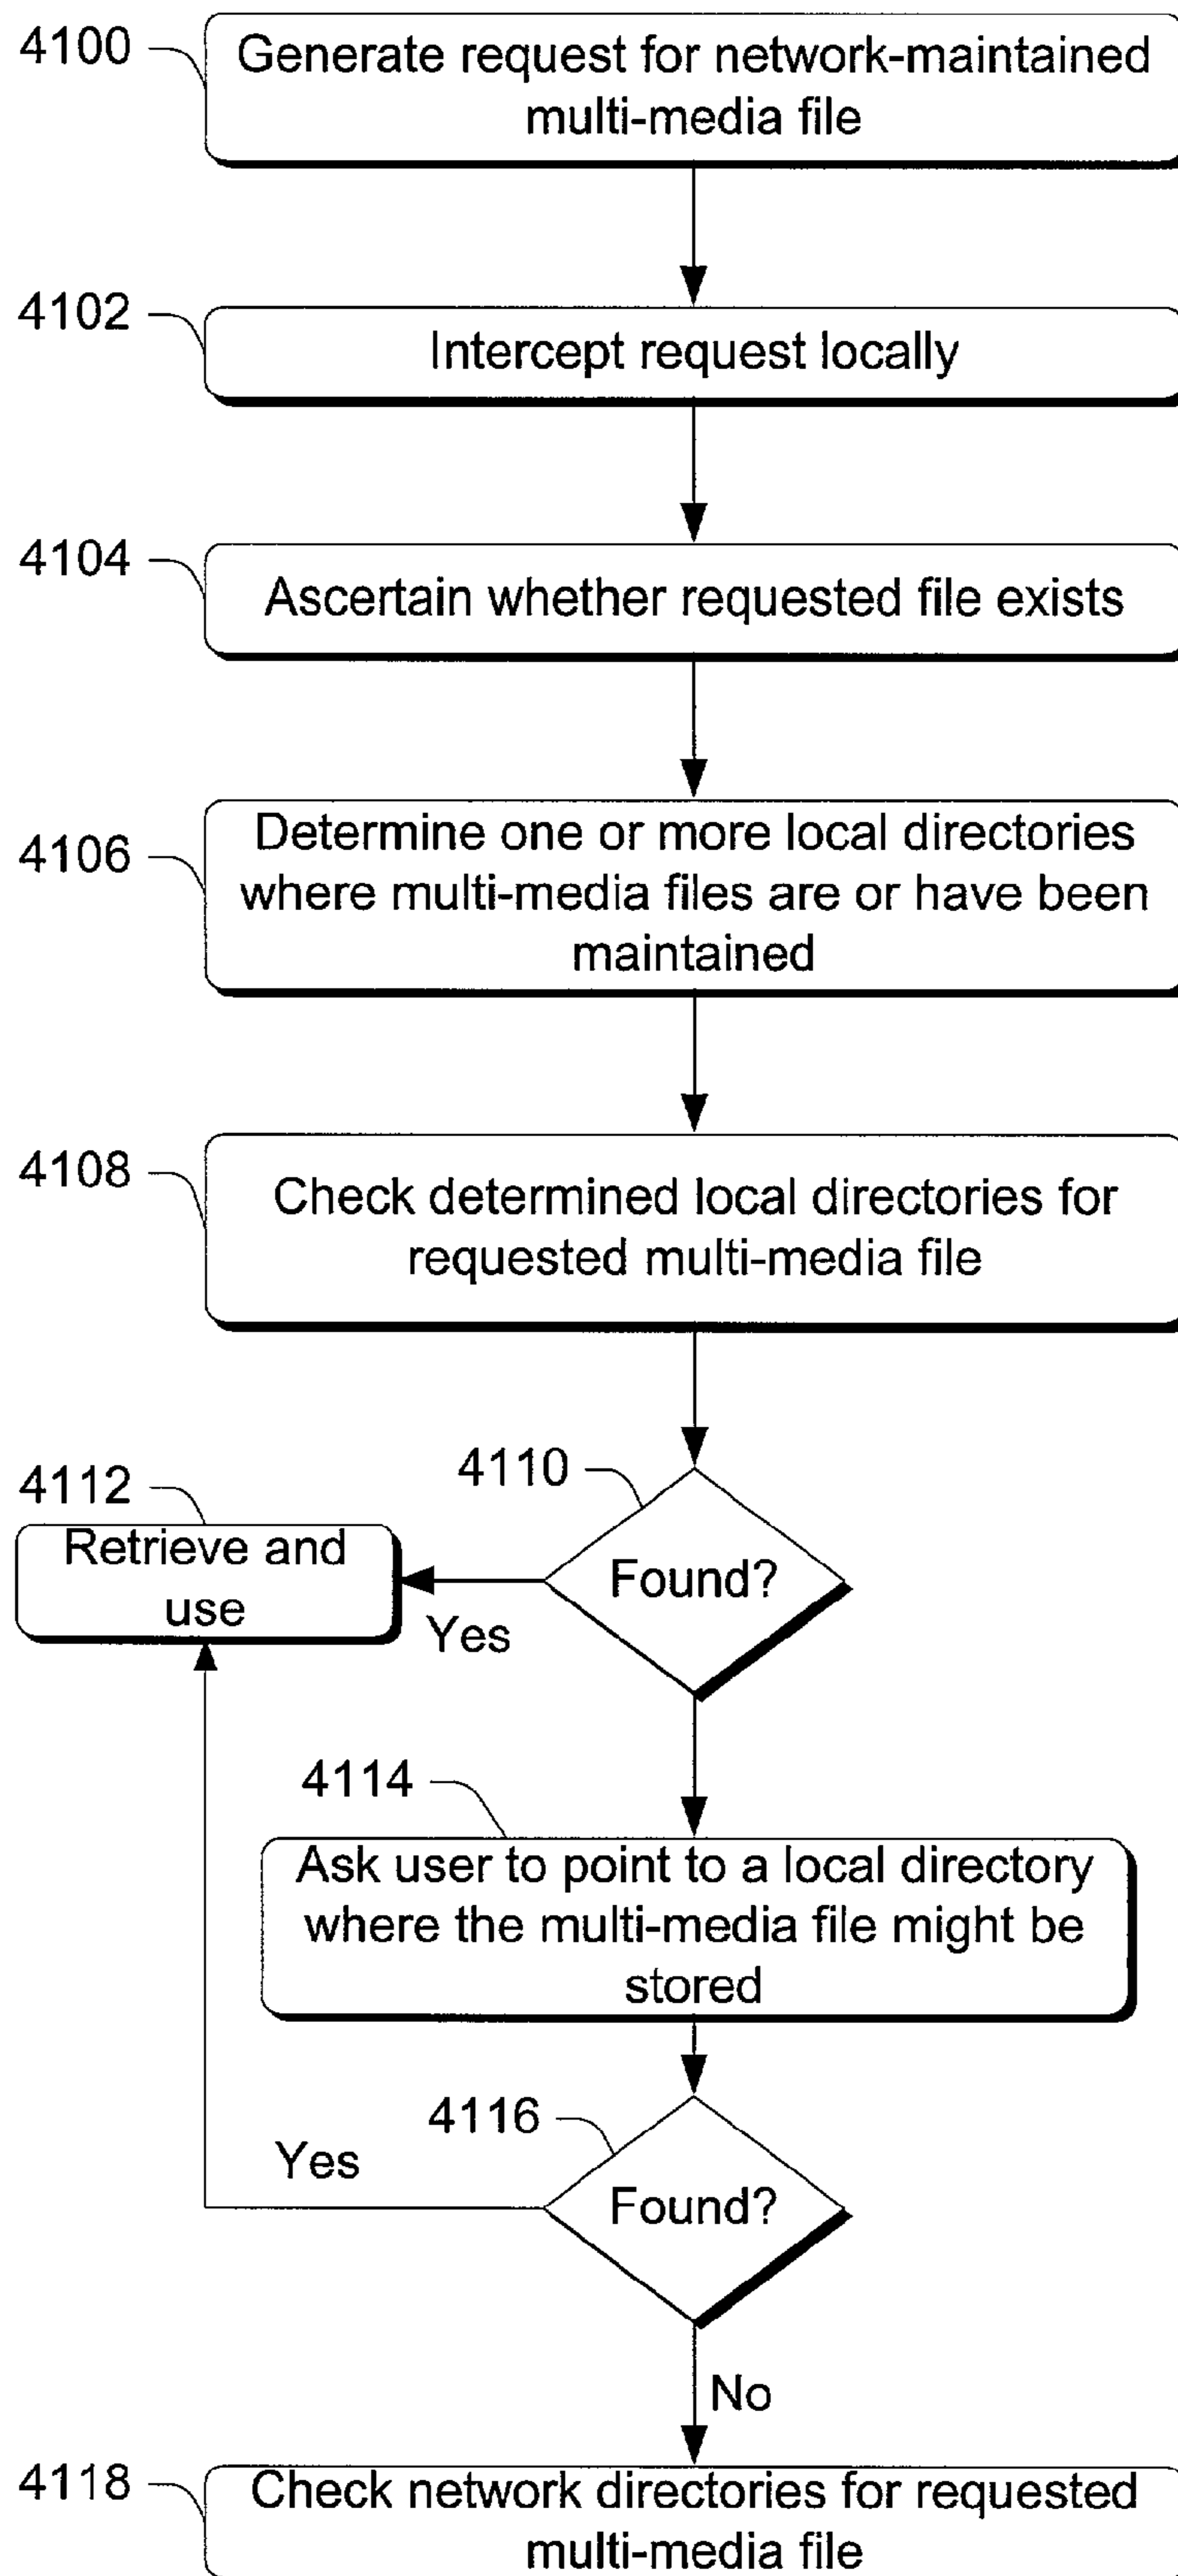 4100
Generate request for network-maintained
multi-media file
4102
Intercept request locally
4104
Ascertain whether requested file exists
4106
Determine one or more local directories
where multi-media files are or have been
maintained
4108
Check determined local directories for
requested multi-media file
4110
Found?
4112
Retrieve and
use
Yes
4114
Ask user to point to a local directory
where the multi-media file might be
stored
4116
Found?
Yes
No
4118
Check network directories for requested
multi-media file